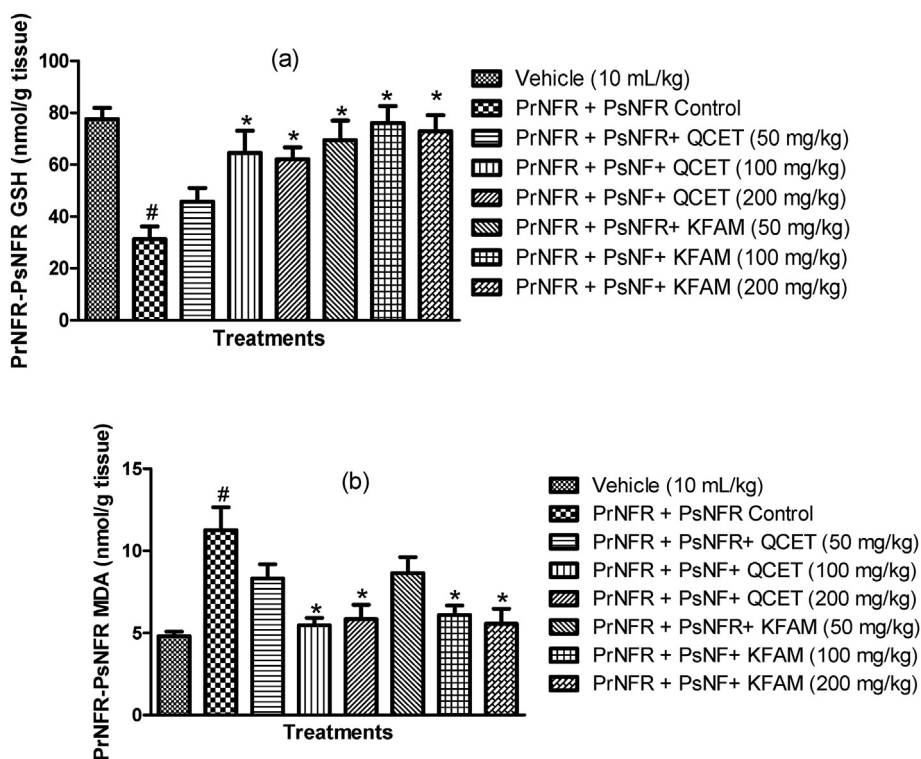 (a)
PrNFR-PsNFR GSH (nmol/g tissue)
100
80
60
40
20
0
#
*
*
*
*
*
Treatments
Vehicle (10 mL/kg)
PrNFR + PsNFR Control
PrNFR + PsNFR+ QCET (50 mg/kg)
PrNFR + PsNF+ QCET (100 mg/kg)
PrNFR + PsNF+ QCET (200 mg/kg)
PrNFR + PsNFR+ KFAM (50 mg/kg)
PrNFR + PsNF+ KFAM (100 mg/kg)
PrNFR + PsNF+ KFAM (200 mg/kg)
(b)
PrNFR-PsNFR MDA (nmol/g tissue)
15
10
5
0
#
*
*
*
*
Treatments
Vehicle (10 mL/kg)
PrNFR + PsNFR Control
PrNFR + PsNFR+ QCET (50 mg/kg)
PrNFR + PsNF+ QCET (100 mg/kg)
PrNFR + PsNF+ QCET (200 mg/kg)
PrNFR + PsNFR+ KFAM (50 mg/kg)
PrNFR + PsNF+ KFAM (100 mg/kg)
PrNFR + PsNF+ KFAM (200 mg/kg)